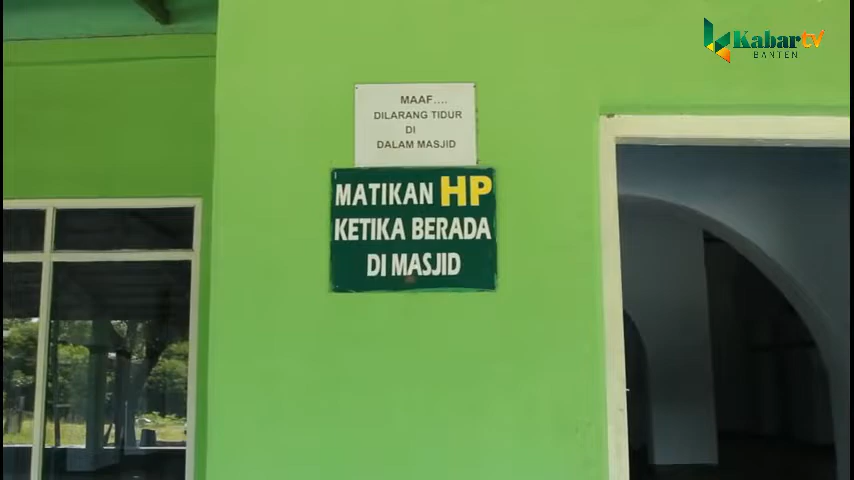 Kabar tv
BANTEN
MAAF....
DILARANG TIDUR
DI
DALAM MASJID
MATIKAN HP
KETIKA BERADA
DI MASJID